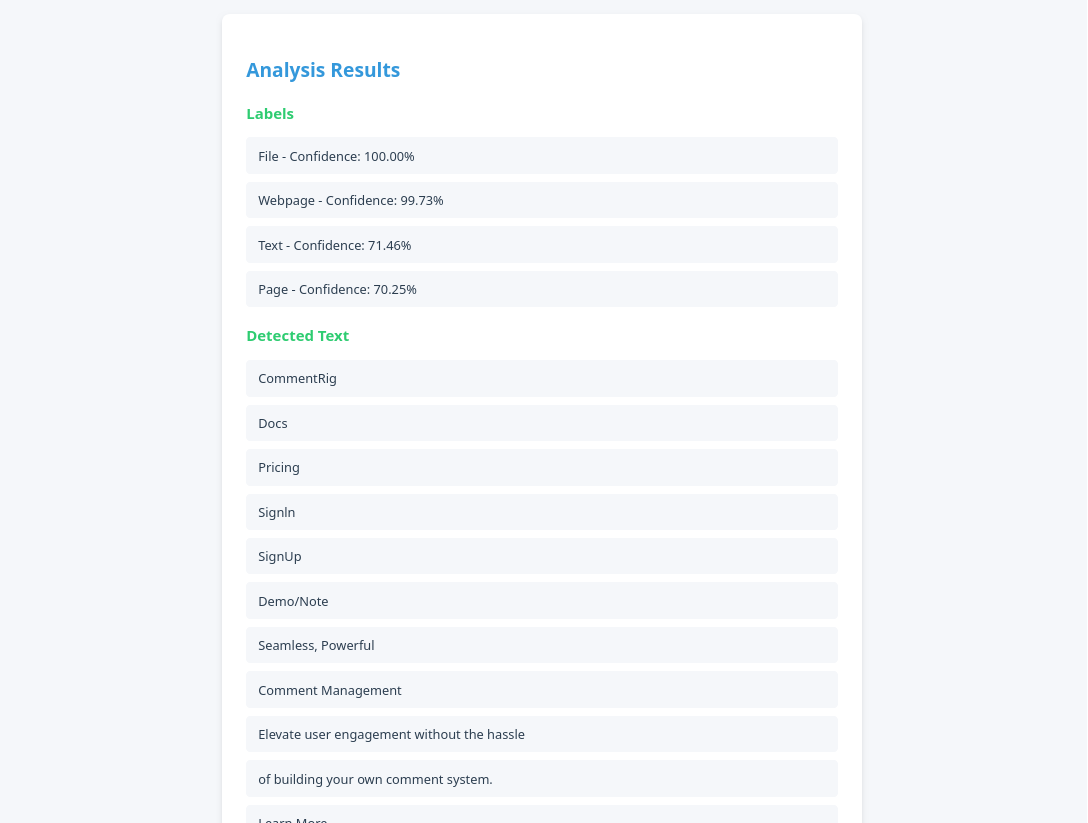 Analysis Results
Labels
File - Confidence: 100.00%
Webpage - Confidence: 99.73%
Text - Confidence: 71.46%
Page - Confidence: 70.25%
Detected Text
CommentRig
Docs
Pricing
Signln
SignUp
Demo/Note
Seamless, Powerful
Comment Management
Elevate user engagement without the hassle
of building your own comment system.
Learn More